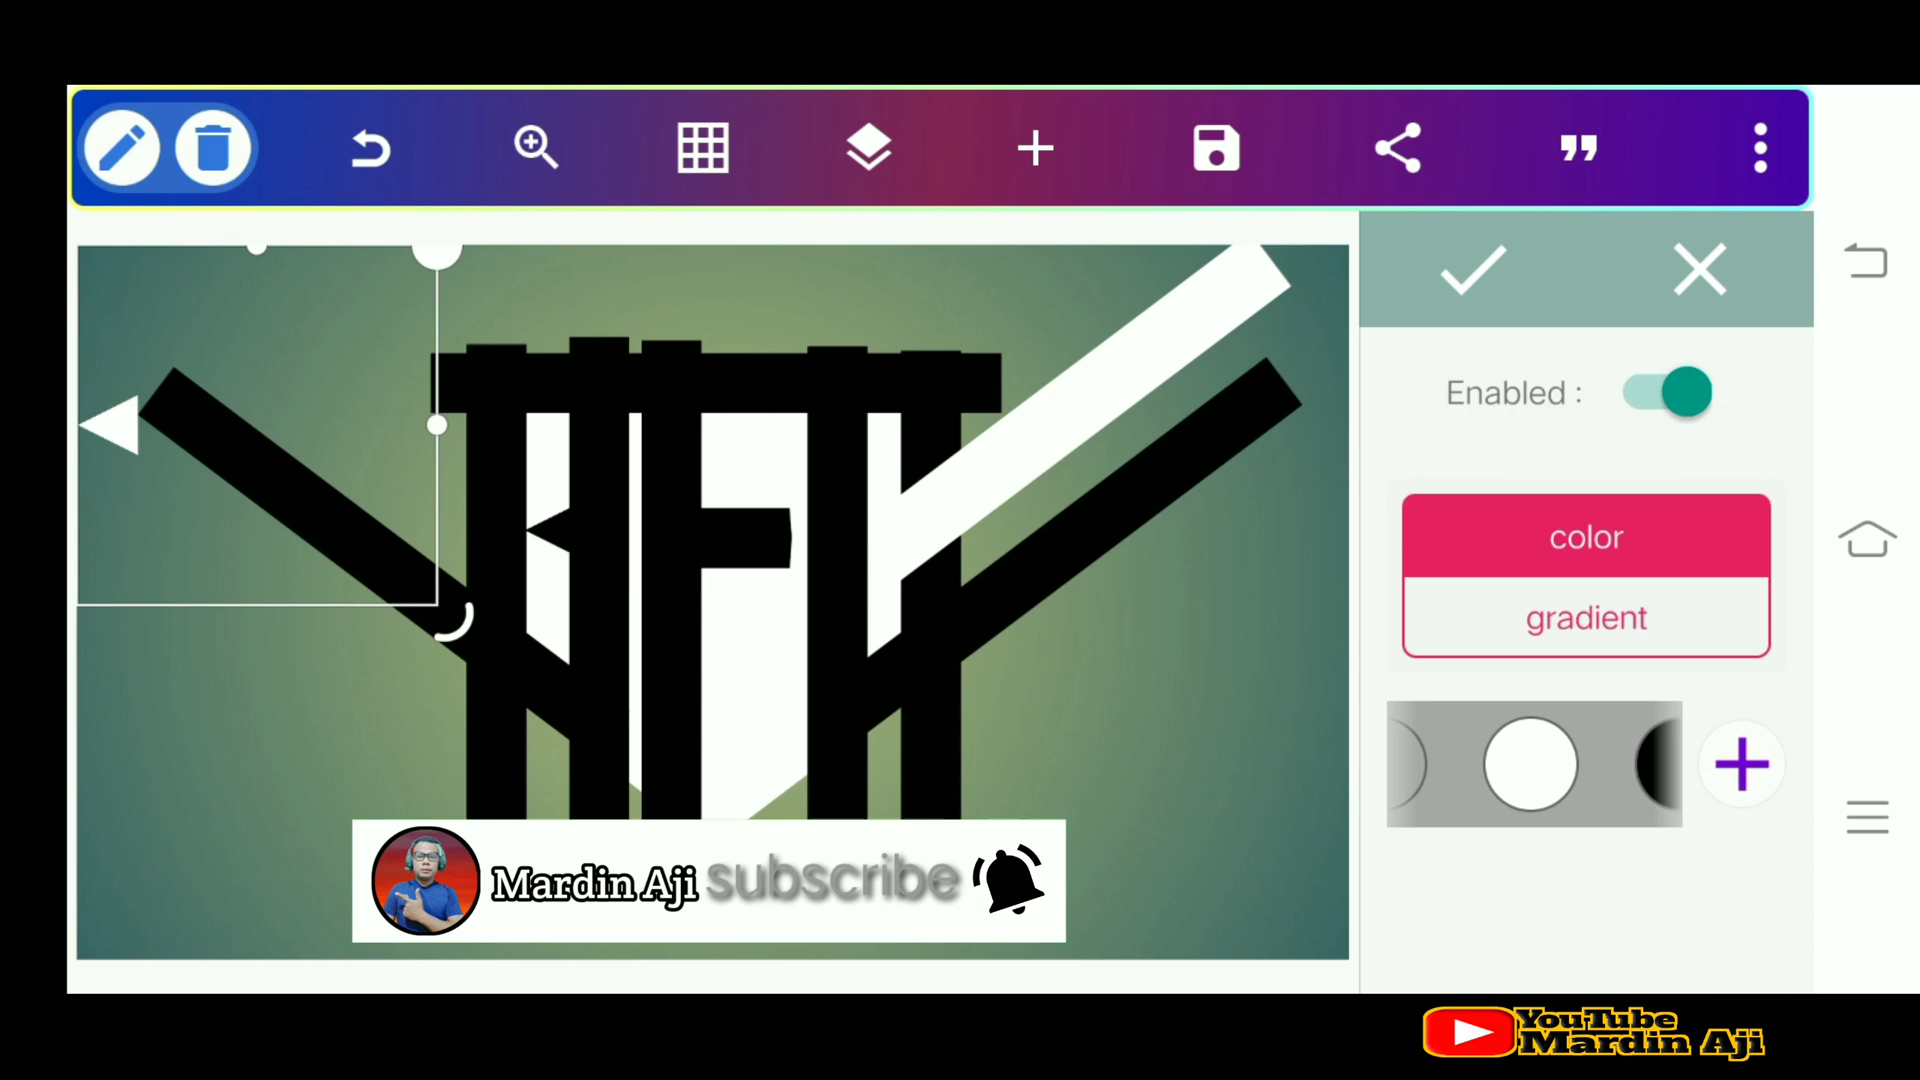 Enabled :
color
gradient
Mardin Aji subscribe
YouTube
Mardin Aji